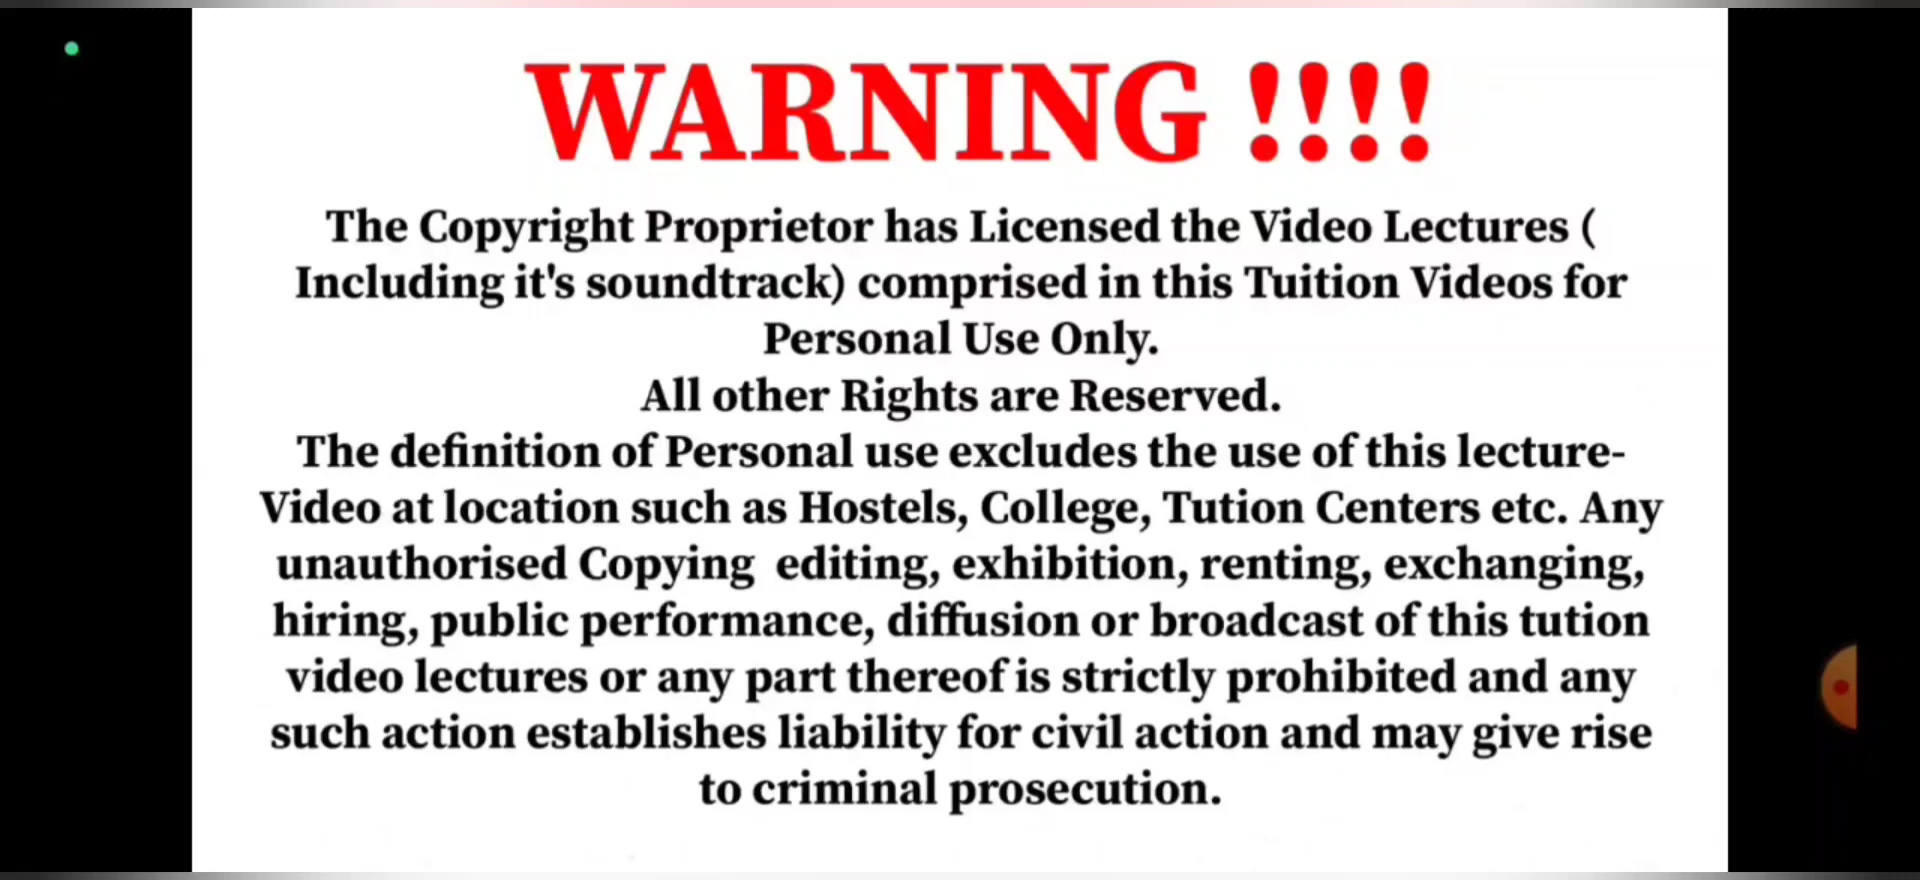 WARNING !!!!
The Copyright Proprietor has Licensed the Video Lectures (
Including it's soundtrack) comprised in this Tuition Videos for
Personal Use Only.
All other Rights are Reserved.
The definition of Personal use excludes the use of this lecture-
Video at location such as Hostels, College, Tution Centers etc. Any
unauthorised Copying  editing, exhibition, renting, exchanging,
hiring, public performance, diffusion or broadcast of this tution
video lectures or any part thereof is strictly prohibited and any
such action establishes liability for civil action and may give rise
to criminal prosecution.